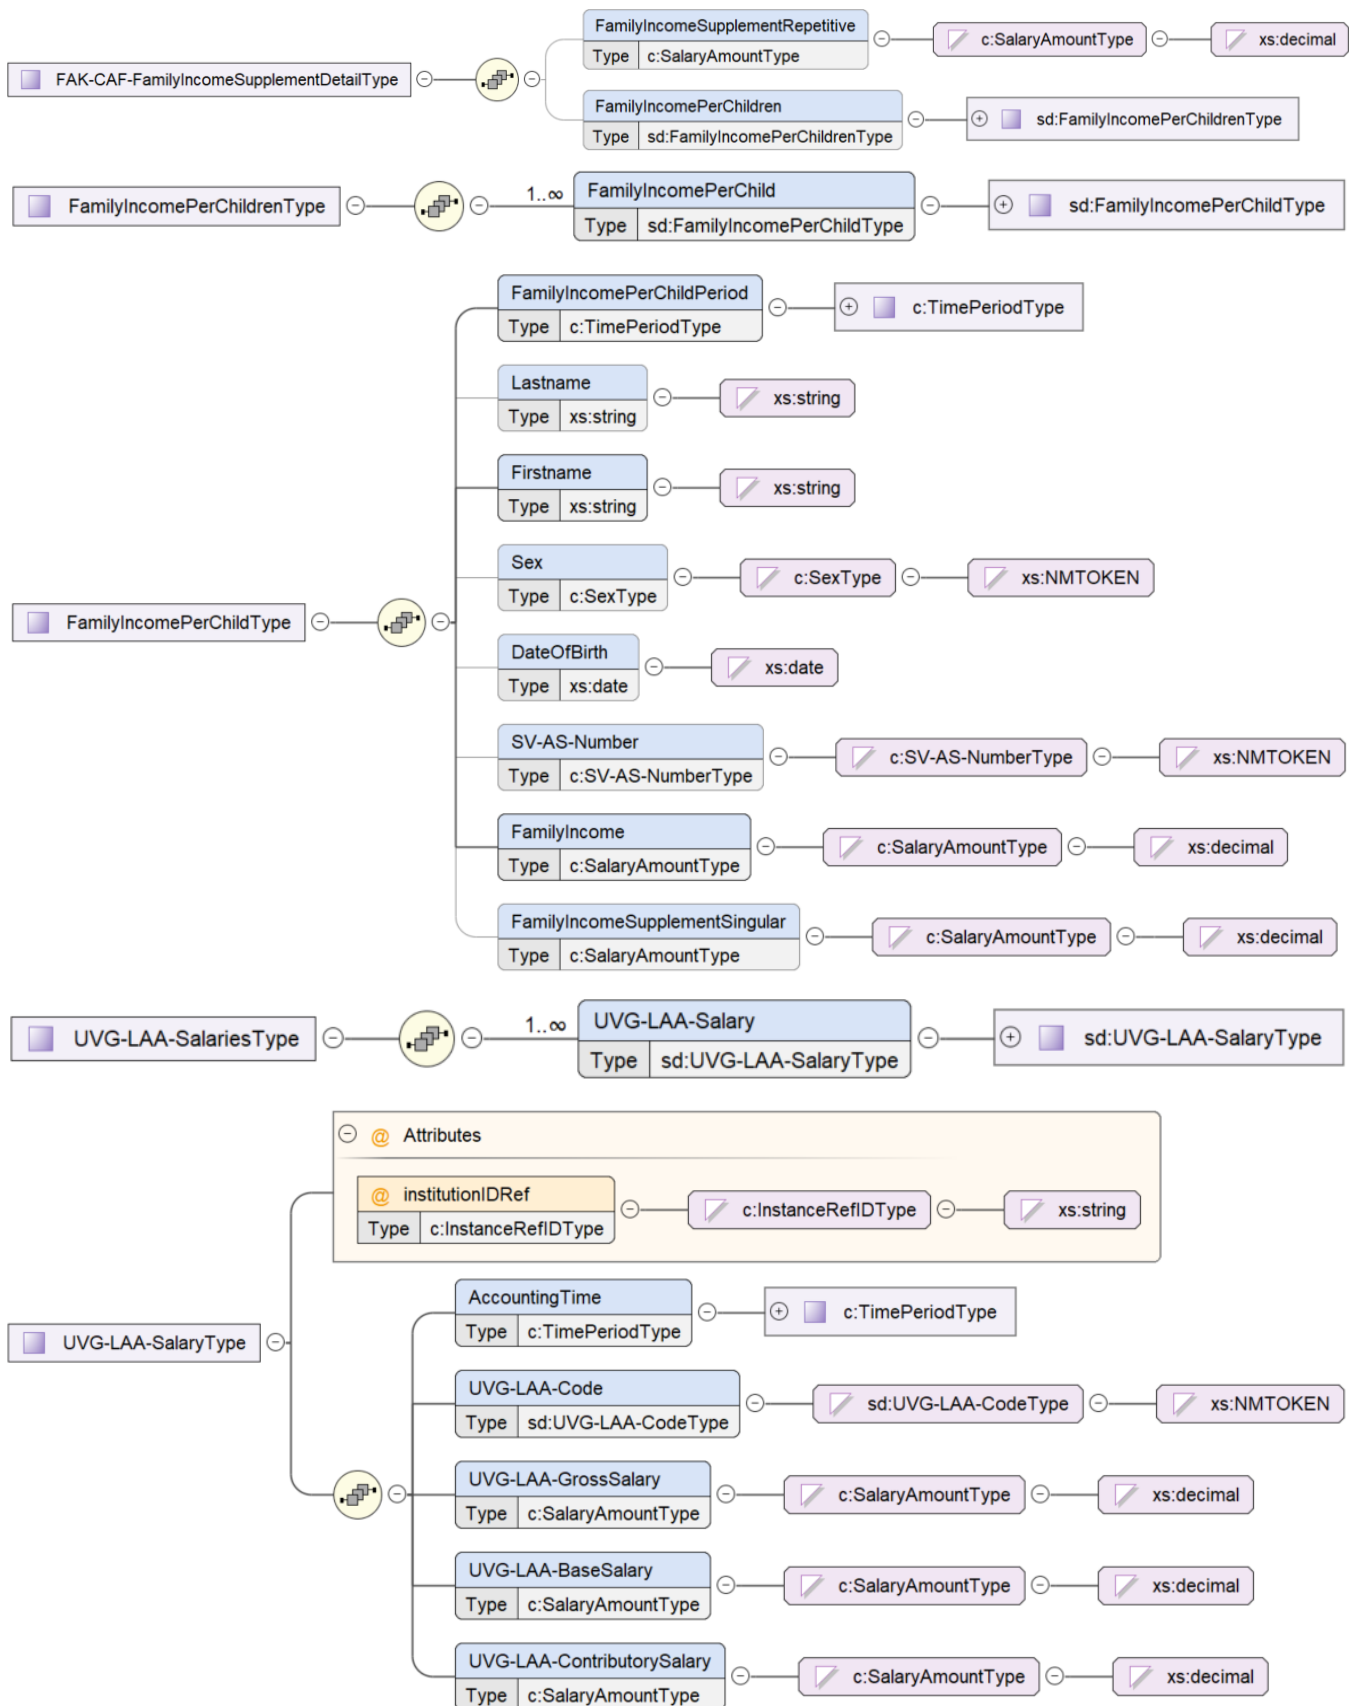 FamilyIncomeSupplementRepetitive
Type c:SalaryAmountType
c:SalaryAmountType
xs:decimal
FAK-CAF-FamilyIncomeSupplementDetailType
FamilyIncomePerChildren
Type sd:FamilyIncomePerChildrenType
sd:FamilyIncomePerChildrenType
FamilyIncomePerChildrenType
1..∞
FamilyIncomePerChild
Type sd:FamilyIncomePerChildType
sd:FamilyIncomePerChildType
FamilyIncomePerChildPeriod
Type c:TimePeriodType
c:TimePeriodType
Lastname
Type xs:string
xs:string
Firstname
Type xs:string
xs:string
Sex
Type c:SexType
c:SexType
xs:NMTOKEN
FamilyIncomePerChildType
DateOfBirth
Type xs:date
xs:date
SV-AS-Number
Type c:SV-AS-NumberType
c:SV-AS-NumberType
xs:NMTOKEN
FamilyIncome
Type c:SalaryAmountType
c:SalaryAmountType
xs:decimal
FamilyIncomeSupplementSingular
Type c:SalaryAmountType
c:SalaryAmountType
xs:decimal
UVG-LAA-SalariesType
1..∞
UVG-LAA-Salary
Type sd:UVG-LAA-SalaryType
sd:UVG-LAA-SalaryType
@ Attributes
@ institutionIDRef
Type c:InstanceRefIDType
c:InstanceRefIDType
xs:string
AccountingTime
Type c:TimePeriodType
c:TimePeriodType
UVG-LAA-SalaryType
UVG-LAA-Code
Type sd:UVG-LAA-CodeType
sd:UVG-LAA-CodeType
xs:NMTOKEN
UVG-LAA-GrossSalary
Type c:SalaryAmountType
c:SalaryAmountType
xs:decimal
UVG-LAA-BaseSalary
Type c:SalaryAmountType
c:SalaryAmountType
xs:decimal
UVG-LAA-ContributorySalary
Type c:SalaryAmountType
c:SalaryAmountType
xs:decimal